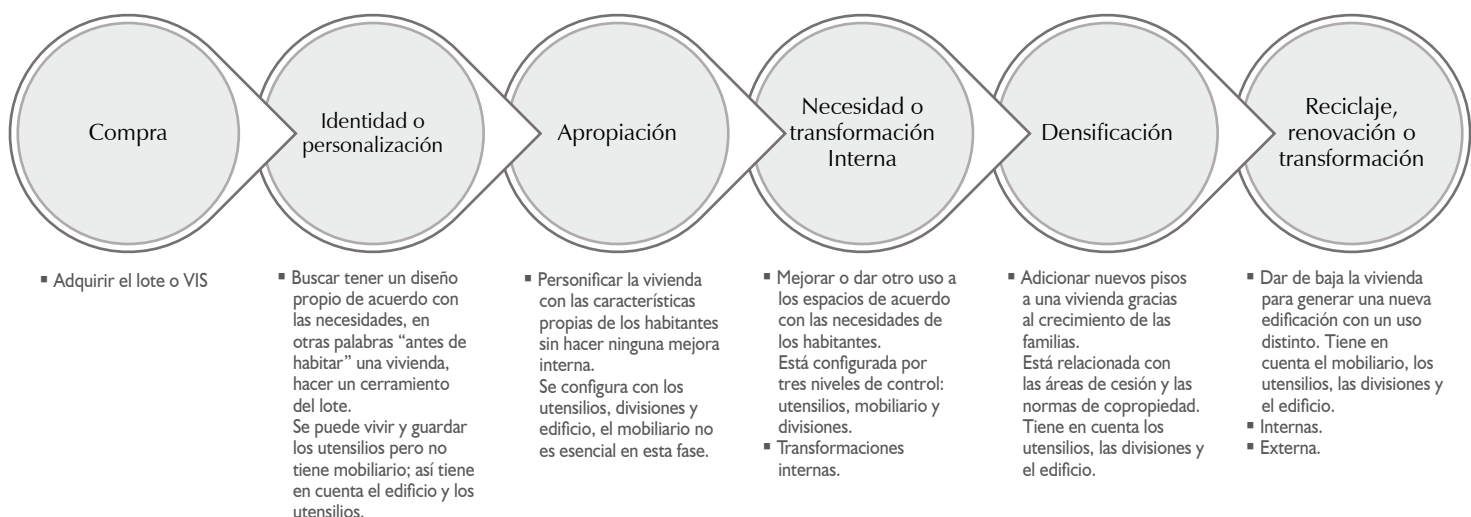 Compra
Identidad o
personalización
Apropiación
Necesidad o
transformación
Interna
Densificación
Reciclaje,
renovación o
transformación
▪ Adquirir el lote o VIS
▪ Buscar tener un diseño
propio de acuerdo con
las necesidades, en
otras palabras “antes de
habitar” una vivienda,
hacer un cerramiento
del lote.
Se puede vivir y guardar
los utensilios pero no
tiene mobiliario; así tiene
en cuenta el edificio y los
utensilios.
▪ Personificar la vivienda
con las características
propias de los habitantes
sin hacer ninguna mejora
interna.
Se configura con los
utensilios, divisiones y
edificio, el mobiliario no
es esencial en esta fase.
▪ Mejorar o dar otro uso a
los espacios de acuerdo
con las necesidades de
los habitantes.
Está configurada por
tres niveles de control:
utensilios, mobiliario y
divisiones.
▪ Transformaciones
internas.
▪ Adicionar nuevos pisos
a una vivienda gracias
al crecimiento de las
familias.
Está relacionada con
las áreas de cesión y las
normas de copropiedad.
Tiene en cuenta los
utensilios, las divisiones y
el edificio.
▪ Dar de baja la vivienda
para generar una nueva
edificación con un uso
distinto. Tiene en
cuenta el mobiliario, los
utensilios, las divisiones y
el edificio.
▪ Internas.
▪ Externa.